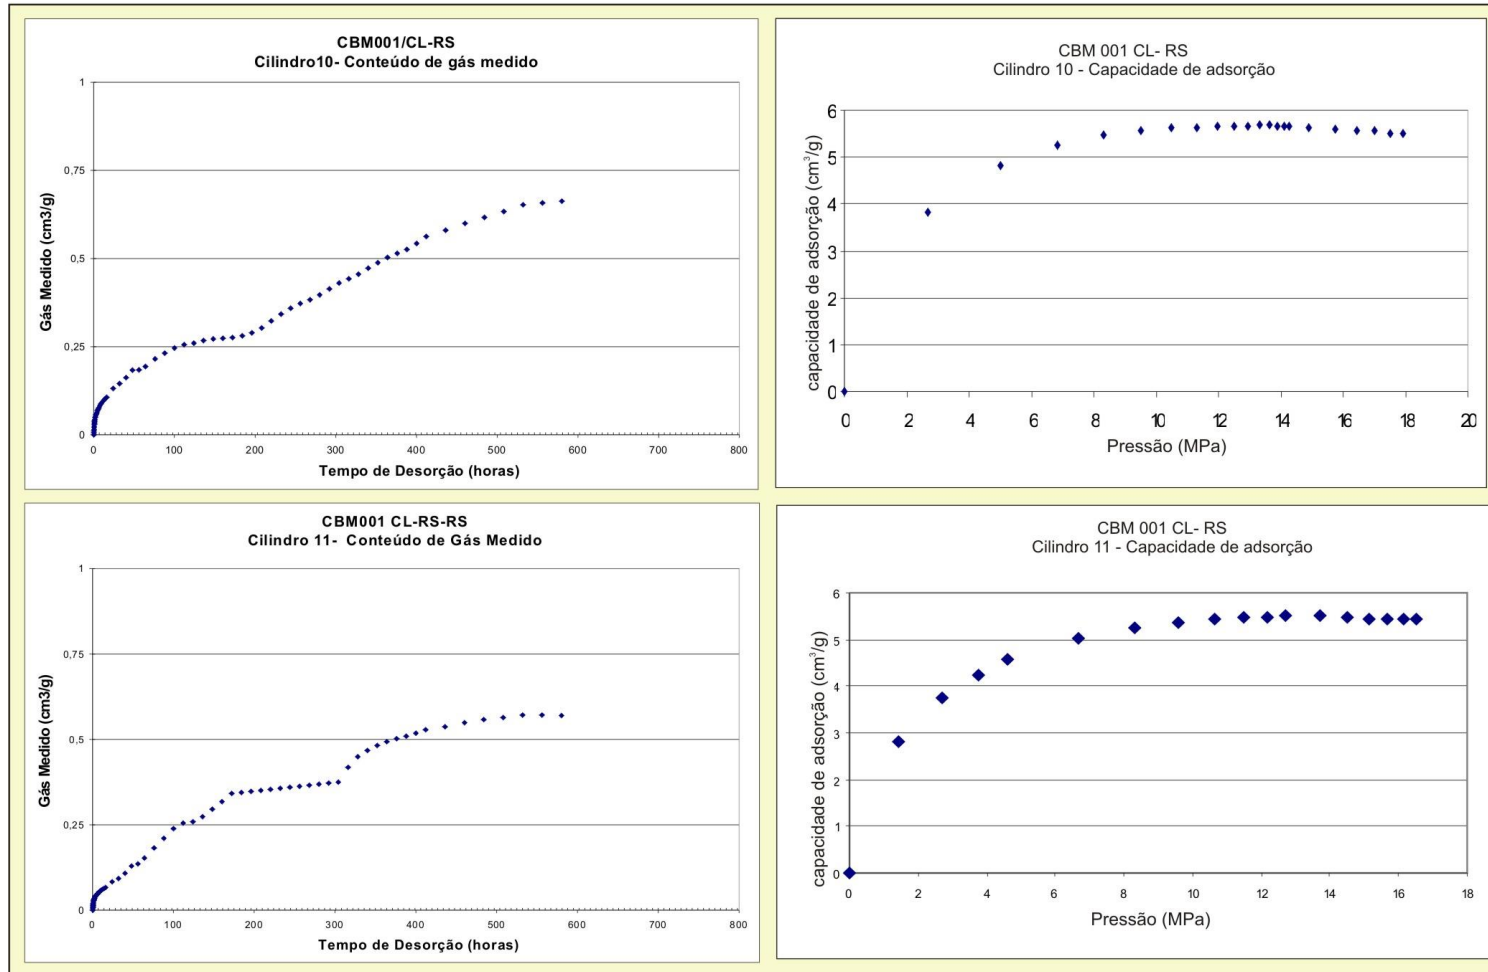 CBM001/CL-RS
Cilindro10- Conteúdo de gás medido
1
0,75
0,5
0,25
0
Gás Medido (cm3/g)
0 100 200 300 400 500 600 700 800
Tempo de Desorção (horas)
CBM 001 CL- RS
Cilindro 10 - Capacidade de adsorção
6
5
4
3
2
1
0
capacidade de adsorção (cm³/g)
0 2 4 6 8 10 12 14 16 18 20
Pressão (MPa)
CBM001 CL-RS-RS
Cilindro 11- Conteúdo de Gás Medido
1
0,75
0,5
0,25
0
Gás Medido (cm3/g)
0 100 200 300 400 500 600 700 800
Tempo de Desorção (horas)
CBM 001 CL- RS
Cilindro 11 - Capacidade de adsorção
6
5
4
3
2
1
0
capacidade de adsorção (cm³/g)
0 2 4 6 8 10 12 14 16 18
Pressão (MPa)